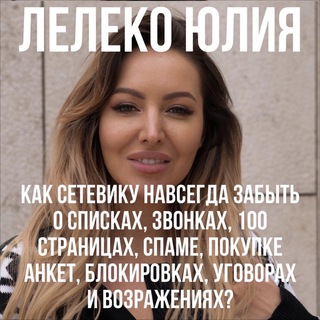 ЛЕЛЕКО ЮЛИЯ
КАК СЕТЕВИКУ НАВСЕГДА ЗАБЫТЬ
О СПИСКАХ, ЗВОНКАХ, 100
СТРАНИЦАХ, СПАМЕ, ПОКУПКЕ
АНКЕТ, БЛОКИРОВКАХ, УГОВОРАХ
И ВОЗРАЖЕНИЯХ?